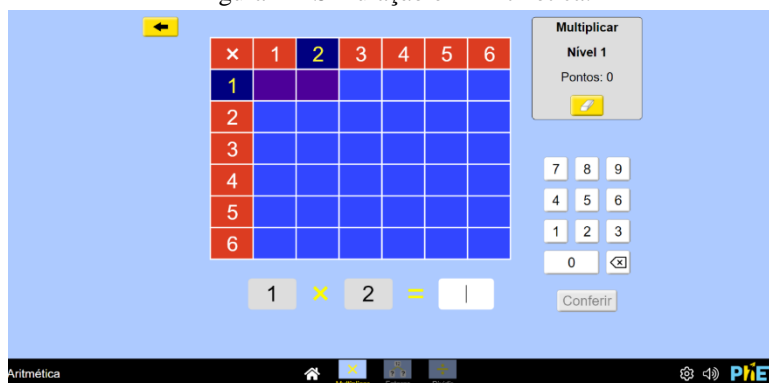 Multiplicar
Nível 1
Pontos: 0
× 1 2 3 4 5 6
1
2
3
4
5
6
7 8 9
4 5 6
1 2 3
0
1 × 2 =
Conferir
Aritmética
Multiplicar
PhET